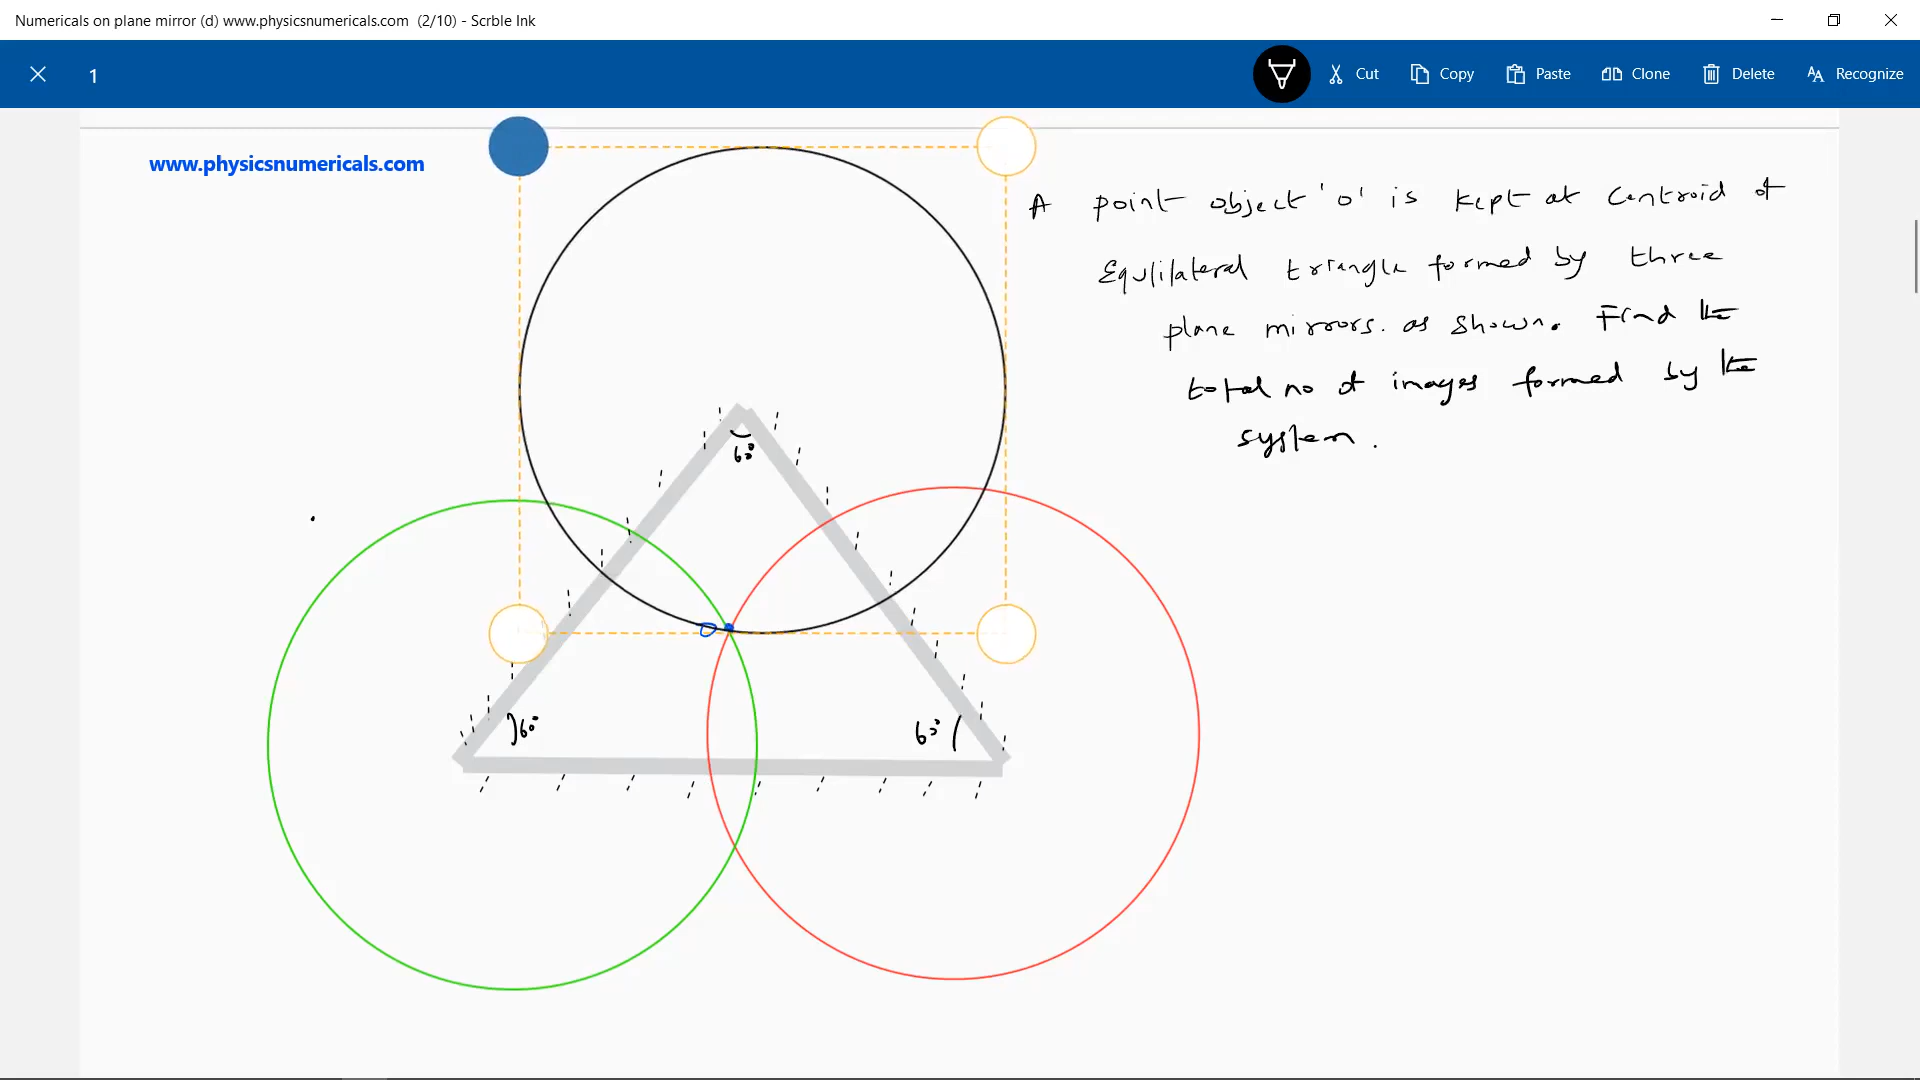 Numericals on plane mirror (d) www.physicsnumericals.com (2/10) - Scrble Ink
1
Cut
Copy
Paste
Clone
Delete
Recognize
www.physicsnumericals.com
A point object 'o' is kept at centroid of
Equlilateral triangle formed by three
plane mirrors. as shown. Find the
total no of images formed by the
system.
60°
O
60°
60°